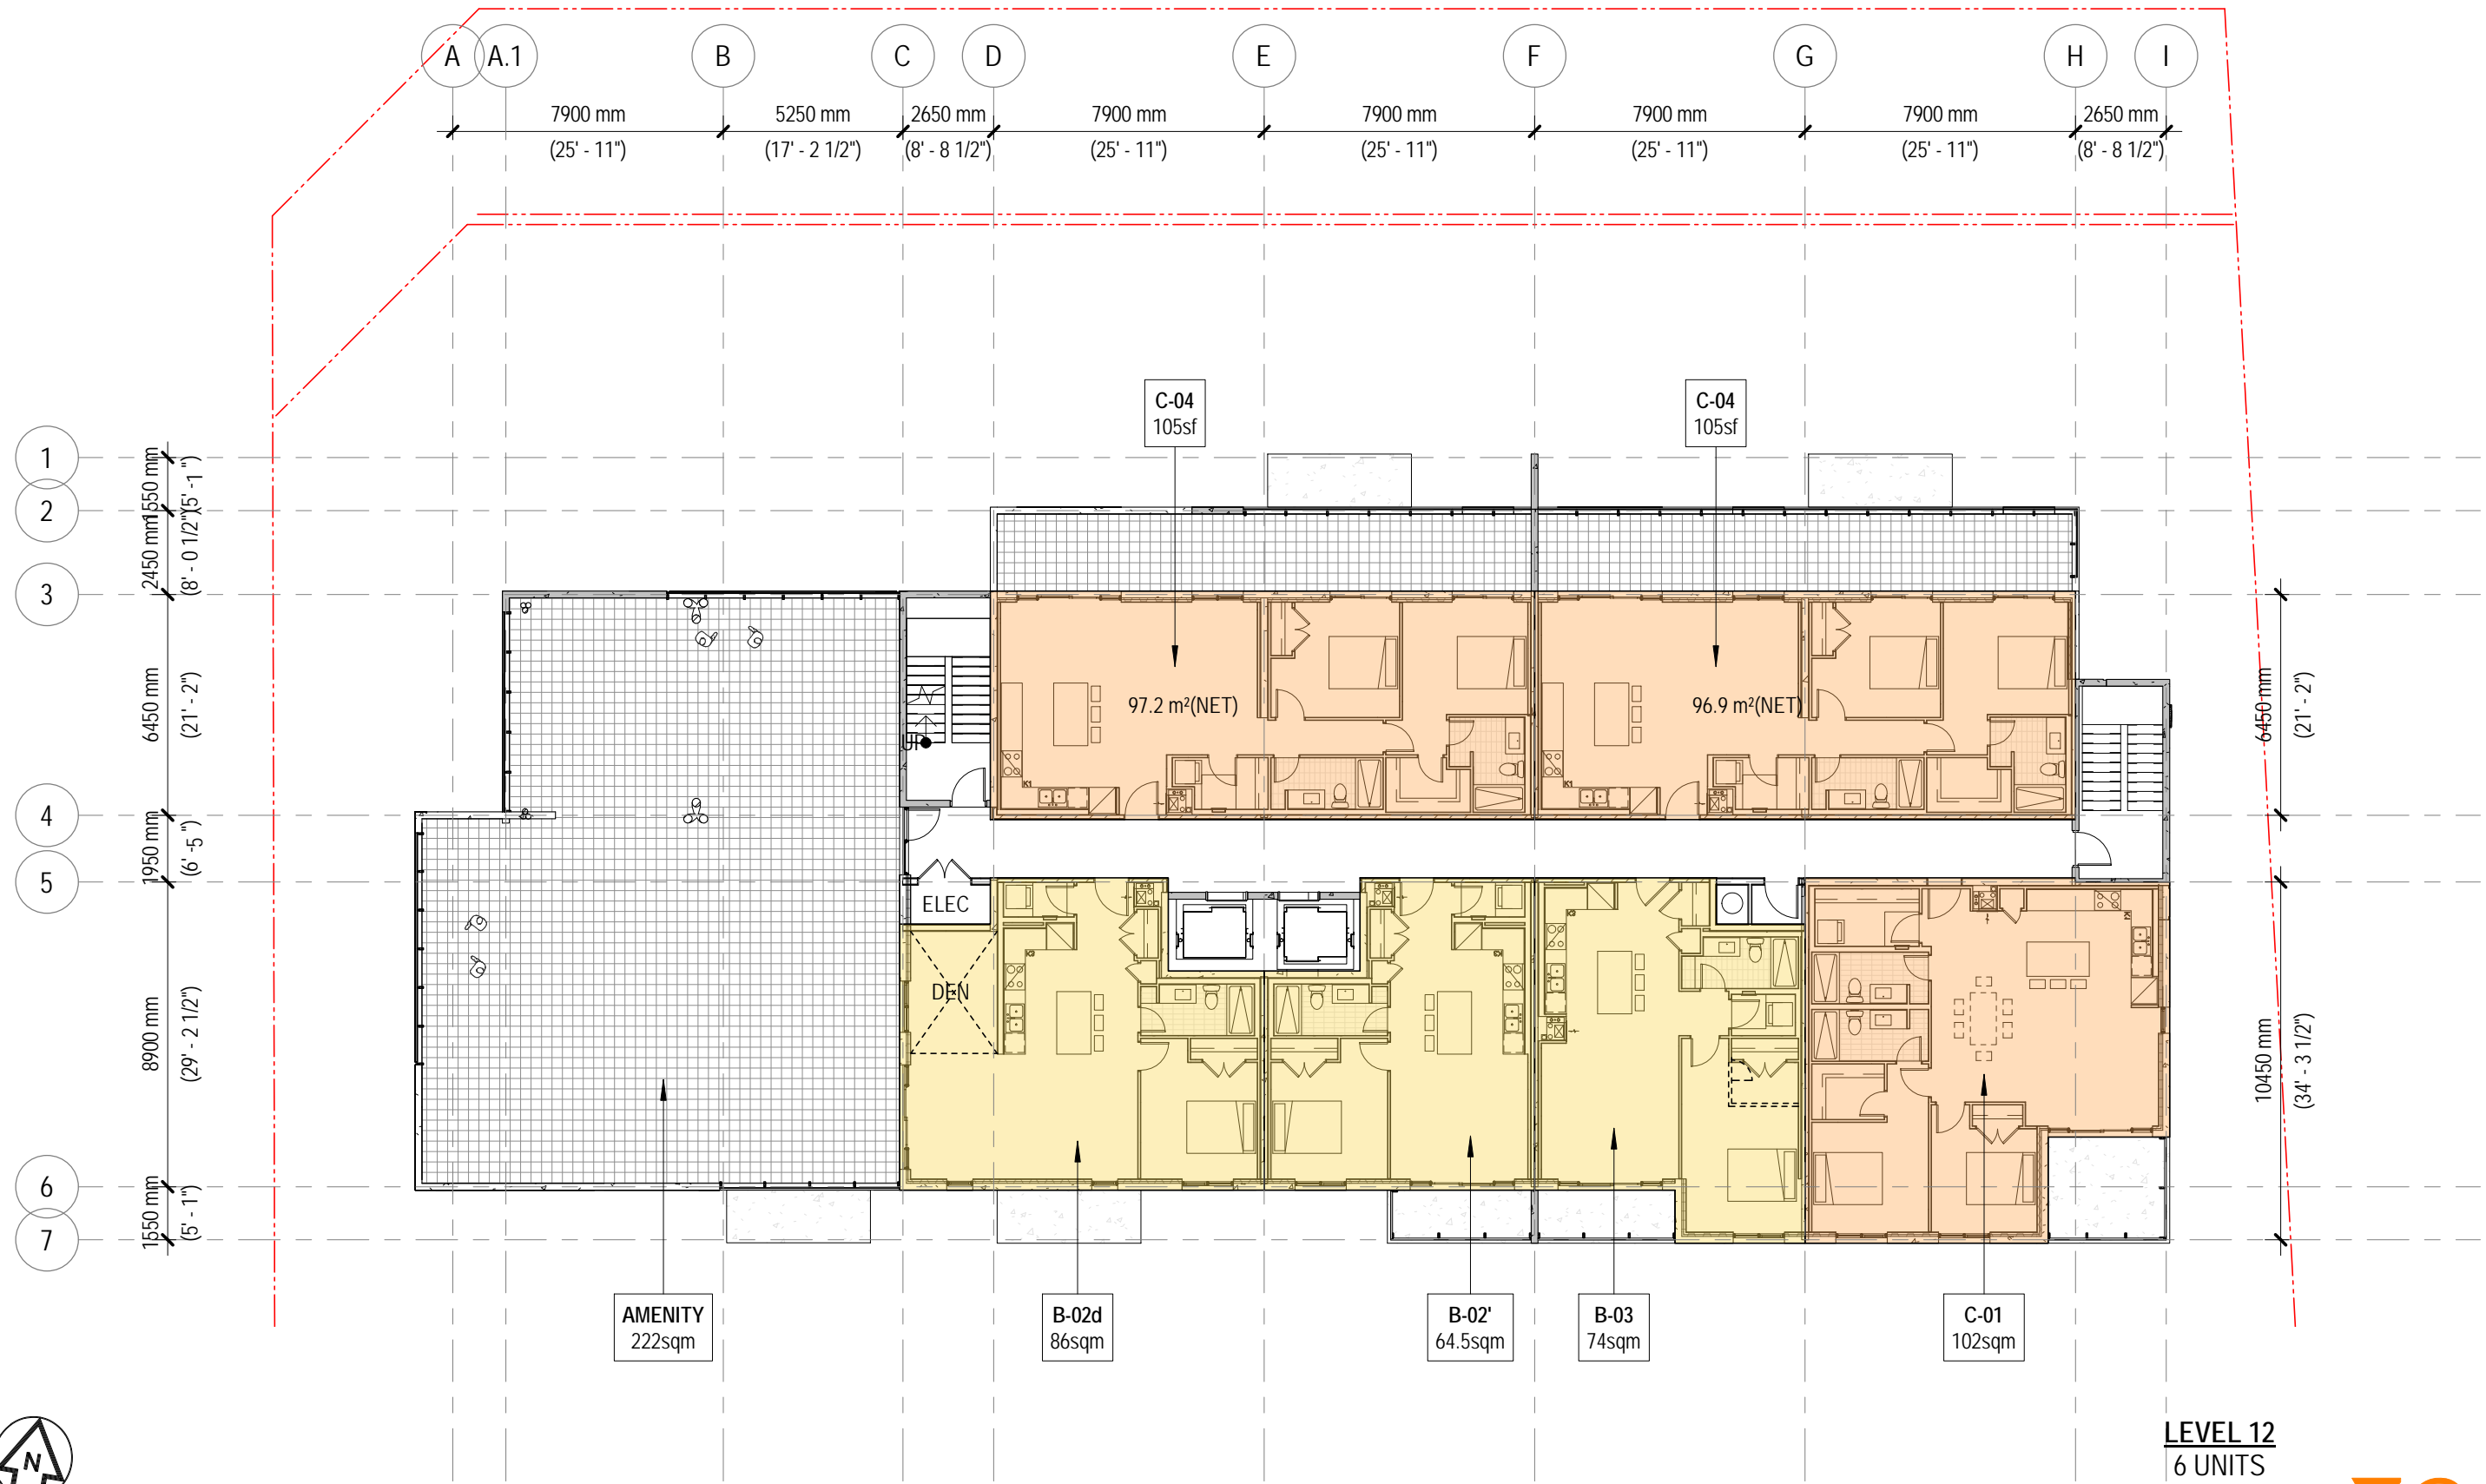 A A.1 B C D E F G H I
7900 mm 5250 mm 2650 mm 7900 mm 7900 mm 7900 mm 7900 mm 2650 mm
(25' - 11") (17' - 2 1/2") (8' - 8 1/2") (25' - 11") (25' - 11") (25' - 11") (25' - 11") (8' - 8 1/2")
C-04
105sf
C-04
105sf
1
1550 mm
(5' -1")
2
2450 mm
(8' - 0 1/2")
3
6450 mm
(21' - 2")
6450 mm
(21' - 2")
97.2 m²(NET)
96.9 m²(NET)
UP
K1
K1
4
1950 mm
(6' -5")
5
ELEC
DEN
K1
8900 mm
(29' - 2 1/2")
10450 mm
(34' - 3 1/2")
6
1550 mm
(5' - 1")
7
AMENITY
222sqm
B-02d
86sqm
B-02'
64.5sqm
B-03
74sqm
C-01
102sqm
N
LEVEL 12
6 UNITS